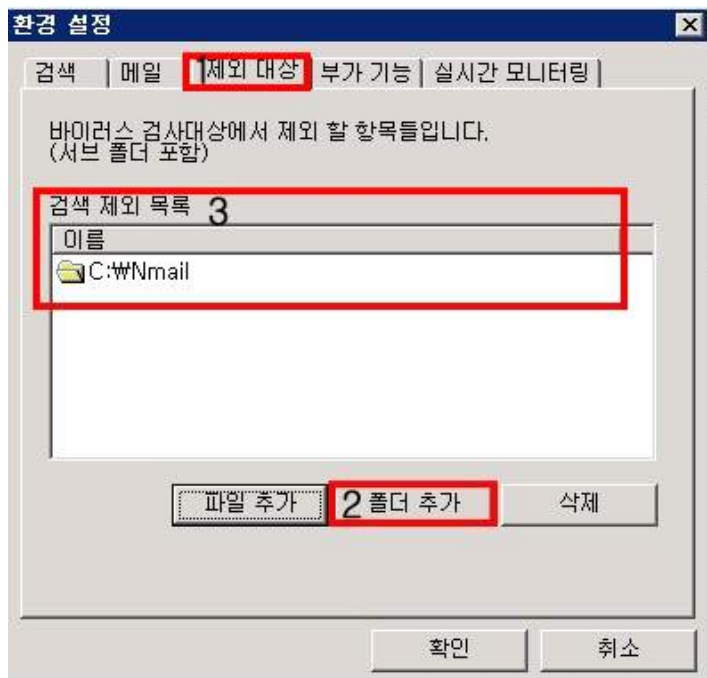 환경 설정
검색 메일 1제외 대상 부가 기능 실시간 모니터링
바이러스 검사대상에서 제외 할 항목들입니다.
(서브 폴더 포함)
검색 제외 목록 3
이름
C:₩Nmail
파일 추가 2 폴더 추가 삭제
확인 취소